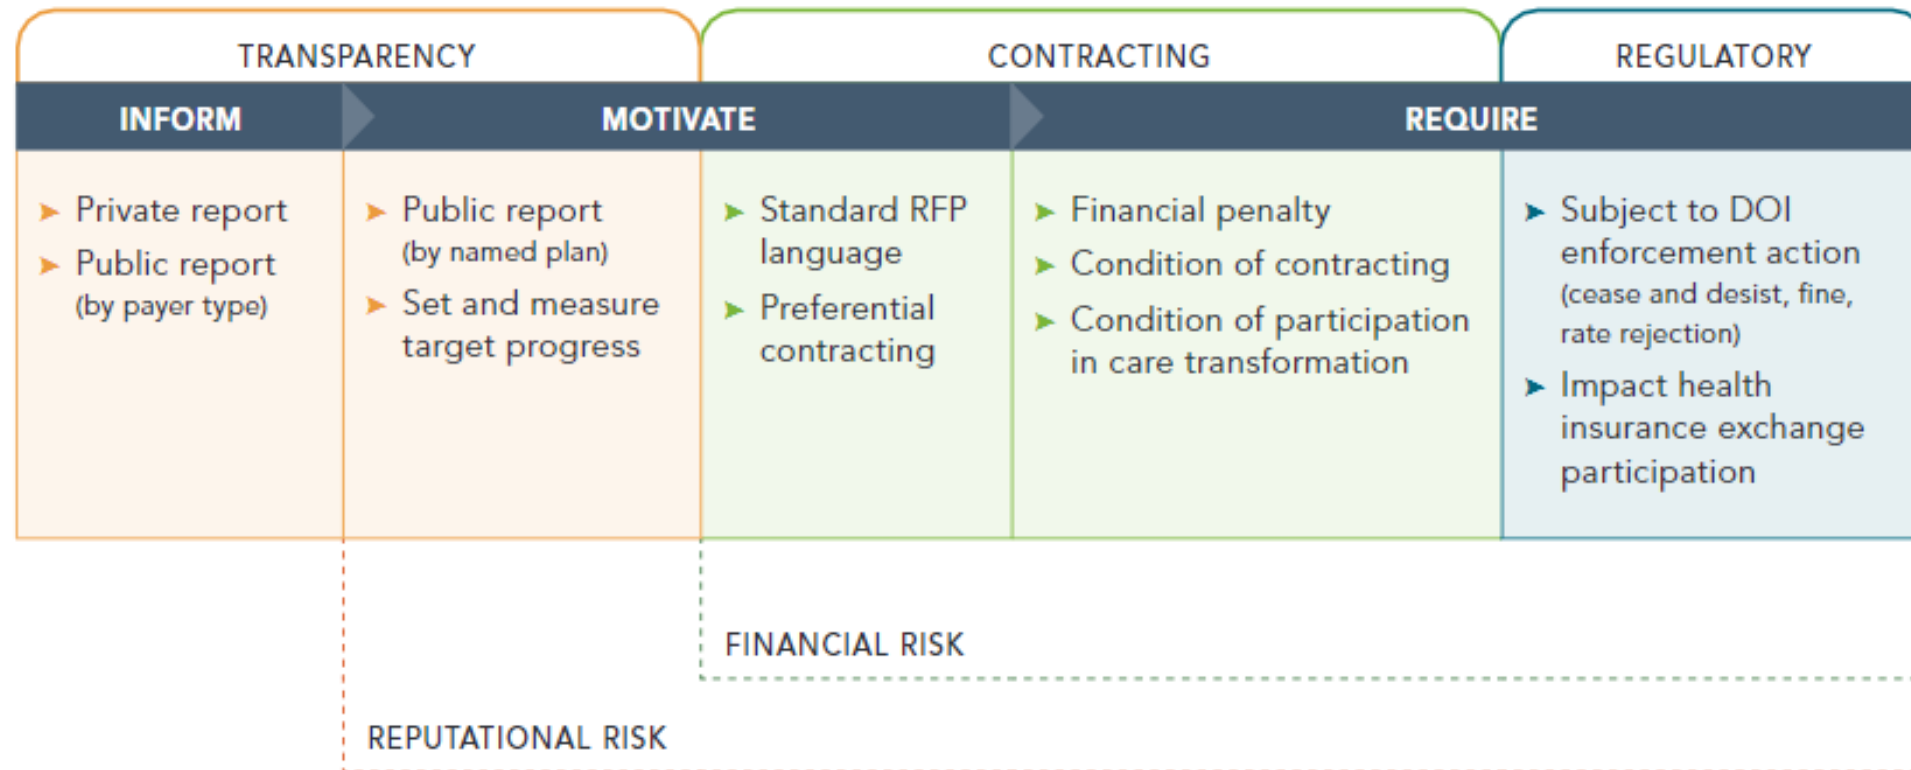 TRANSPARENCY
CONTRACTING
REGULATORY
INFORM
MOTIVATE
REQUIRE
➤ Private report
➤ Public report
(by payer type)
➤ Public report
(by named plan)
➤ Set and measure
target progress
➤ Standard RFP
language
➤ Preferential
contracting
➤ Financial penalty
➤ Condition of contracting
➤ Condition of participation
in care transformation
➤ Subject to DOI
enforcement action
(cease and desist, fine,
rate rejection)
➤ Impact health
insurance exchange
participation
FINANCIAL RISK
REPUTATIONAL RISK